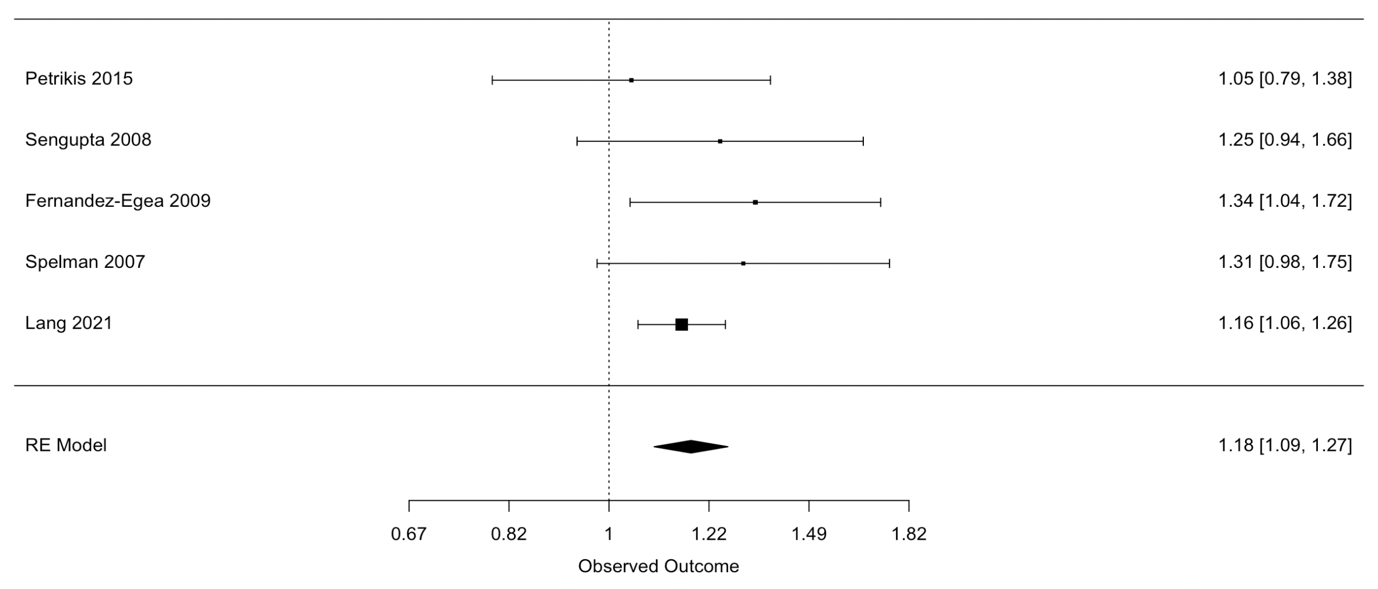 Petrikis 2015 1.05 [0.79, 1.38]
Sengupta 2008 1.25 [0.94, 1.66]
Fernandez-Egea 2009 1.34 [1.04, 1.72]
Spelman 2007 1.31 [0.98, 1.75]
Lang 2021 1.16 [1.06, 1.26]
RE Model 1.18 [1.09, 1.27]
0.67 0.82 1 1.22 1.49 1.82
Observed Outcome